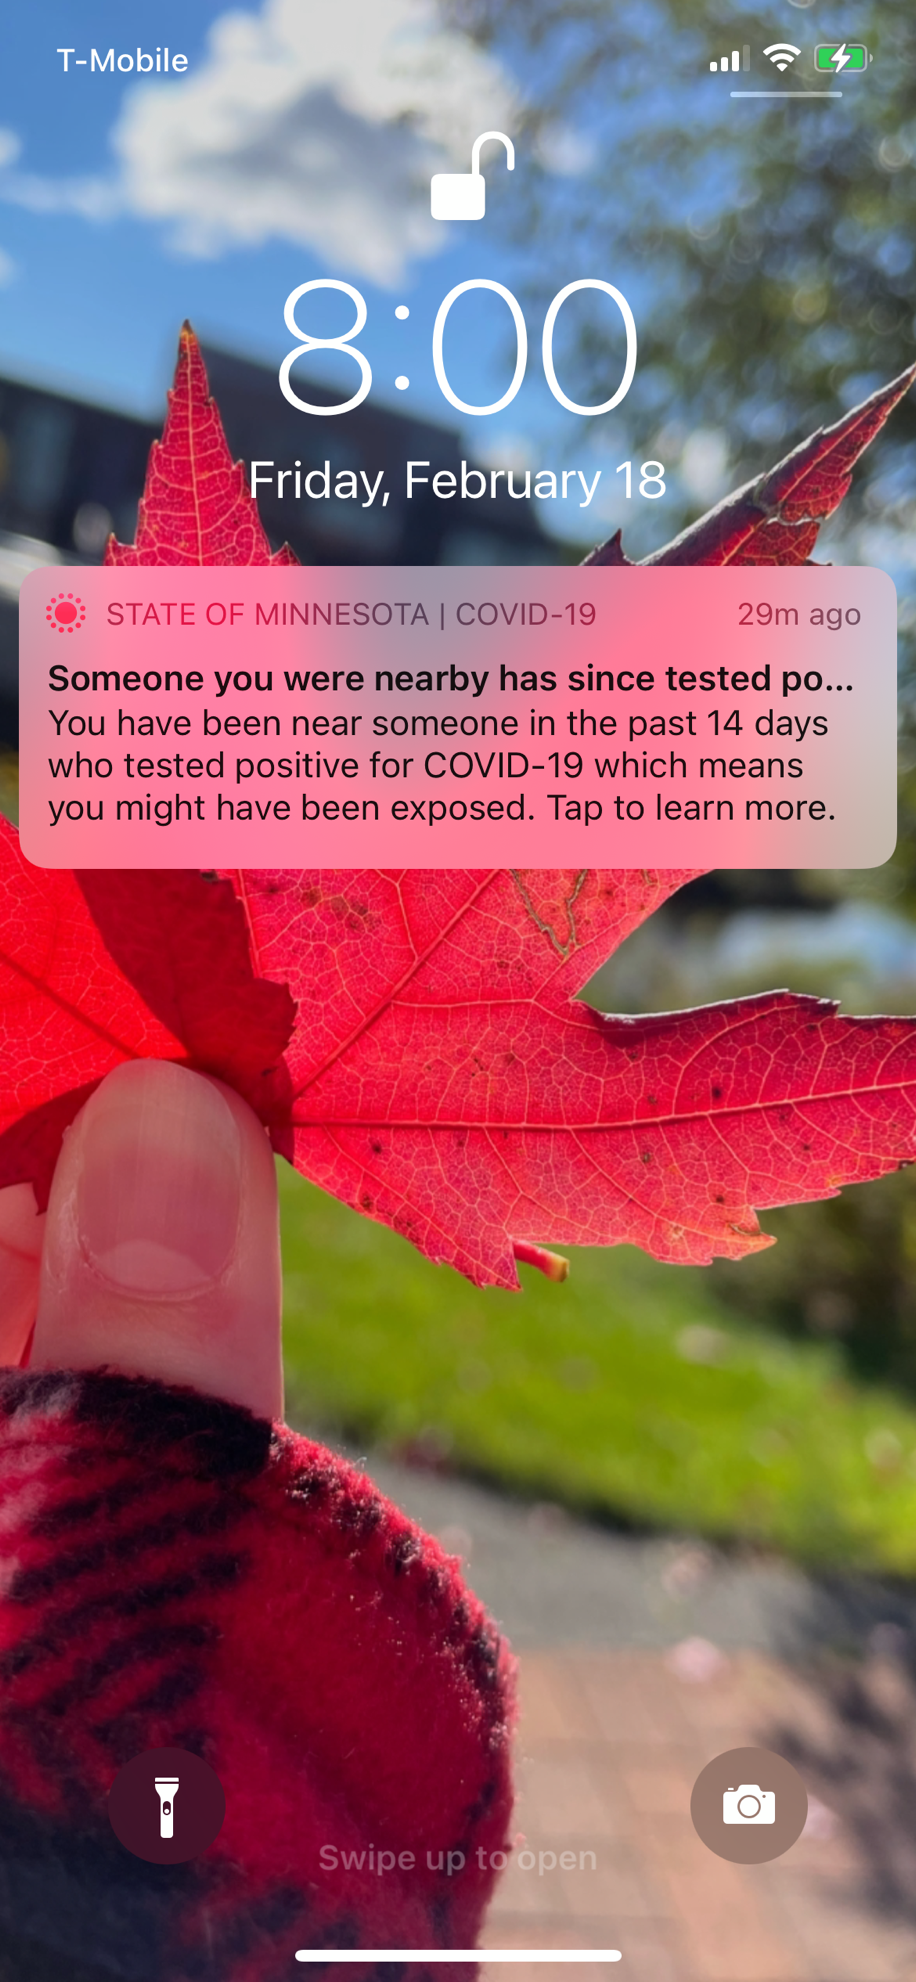 T-Mobile
8:00
Friday, February 18
STATE OF MINNESOTA | COVID-19 29m ago
Someone you were nearby has since tested po...
You have been near someone in the past 14 days
who tested positive for COVID-19 which means
you might have been exposed. Tap to learn more.
Swipe up to open